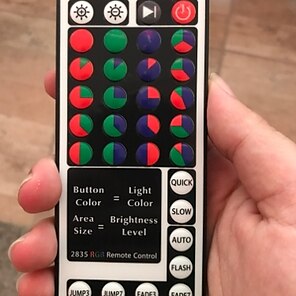 QUICK
Button = Light
Color Color
SLOW
Area = Brightness
Size Level
AUTO
2835 RGB Remote Control
FLASH
JUMP3 JUMP7 FADE3 FADE7